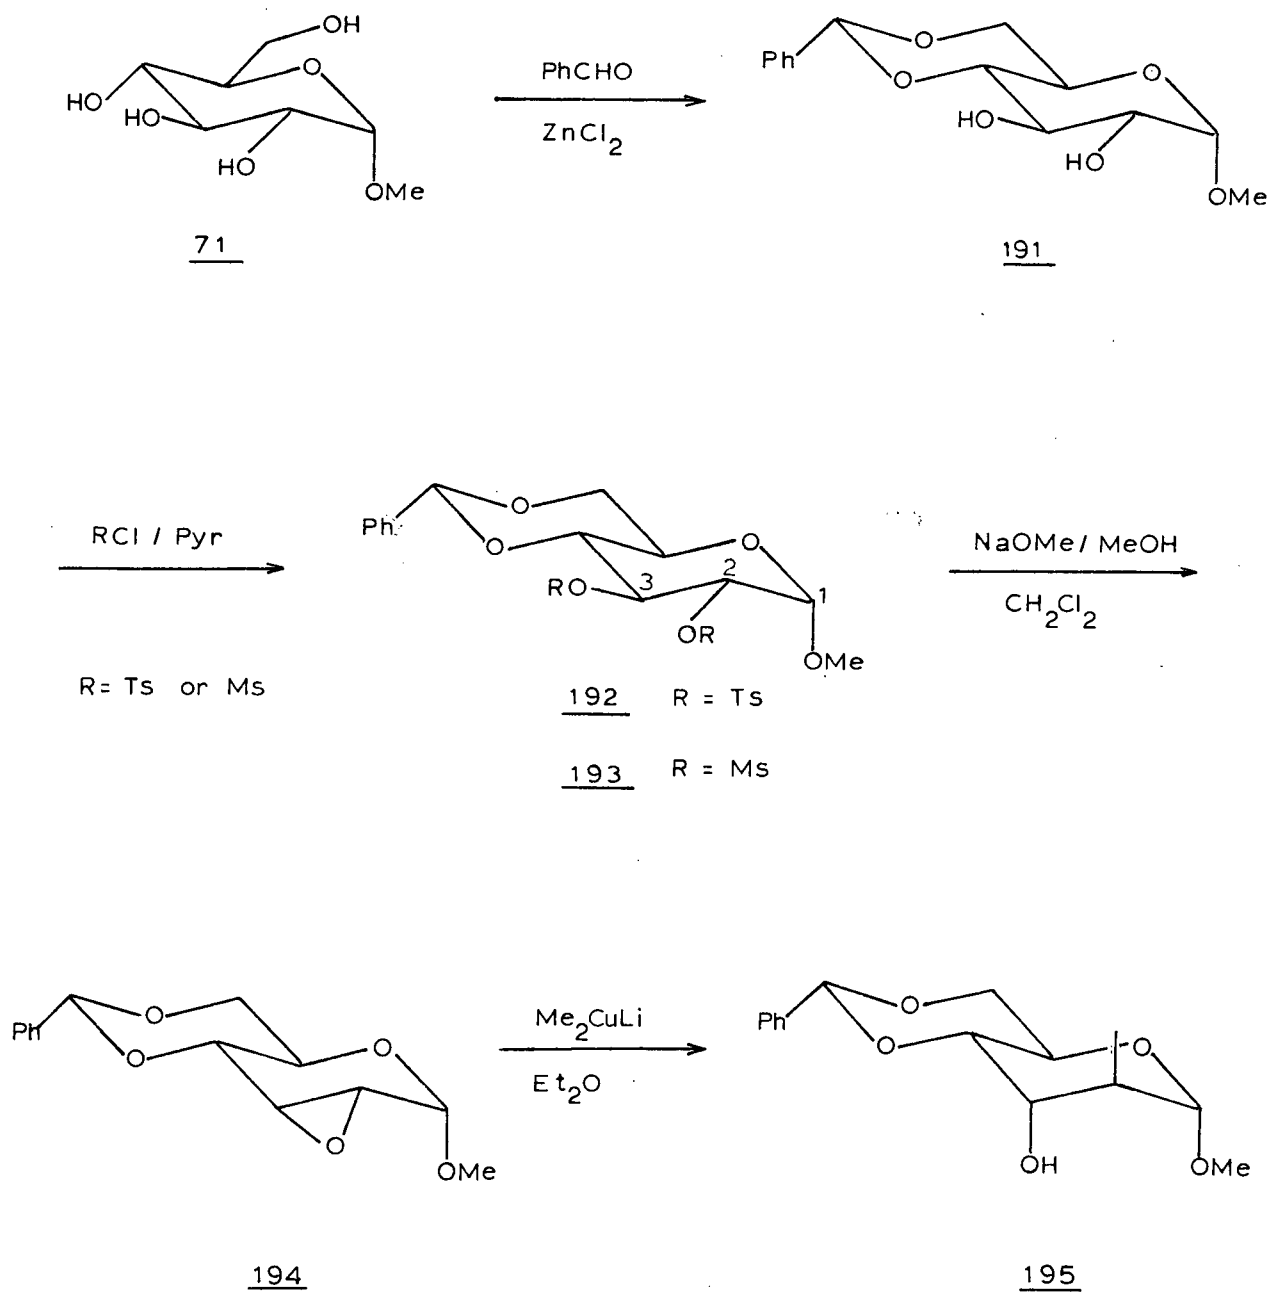 OH
O
HO
HO
HO
OMe
71
PhCHO
ZnCl2
Ph
O
O
O
HO
HO
OMe
191
RCl / Pyr
R= Ts or Ms
Ph
O
O
O
RO
3
2
1
OR
OMe
192 R = Ts
193 R = Ms
NaOMe / MeOH
CH2Cl2
Ph
O
O
O
O
OMe
194
Me2CuLi
Et2O
Ph
O
O
O
OH
OMe
195